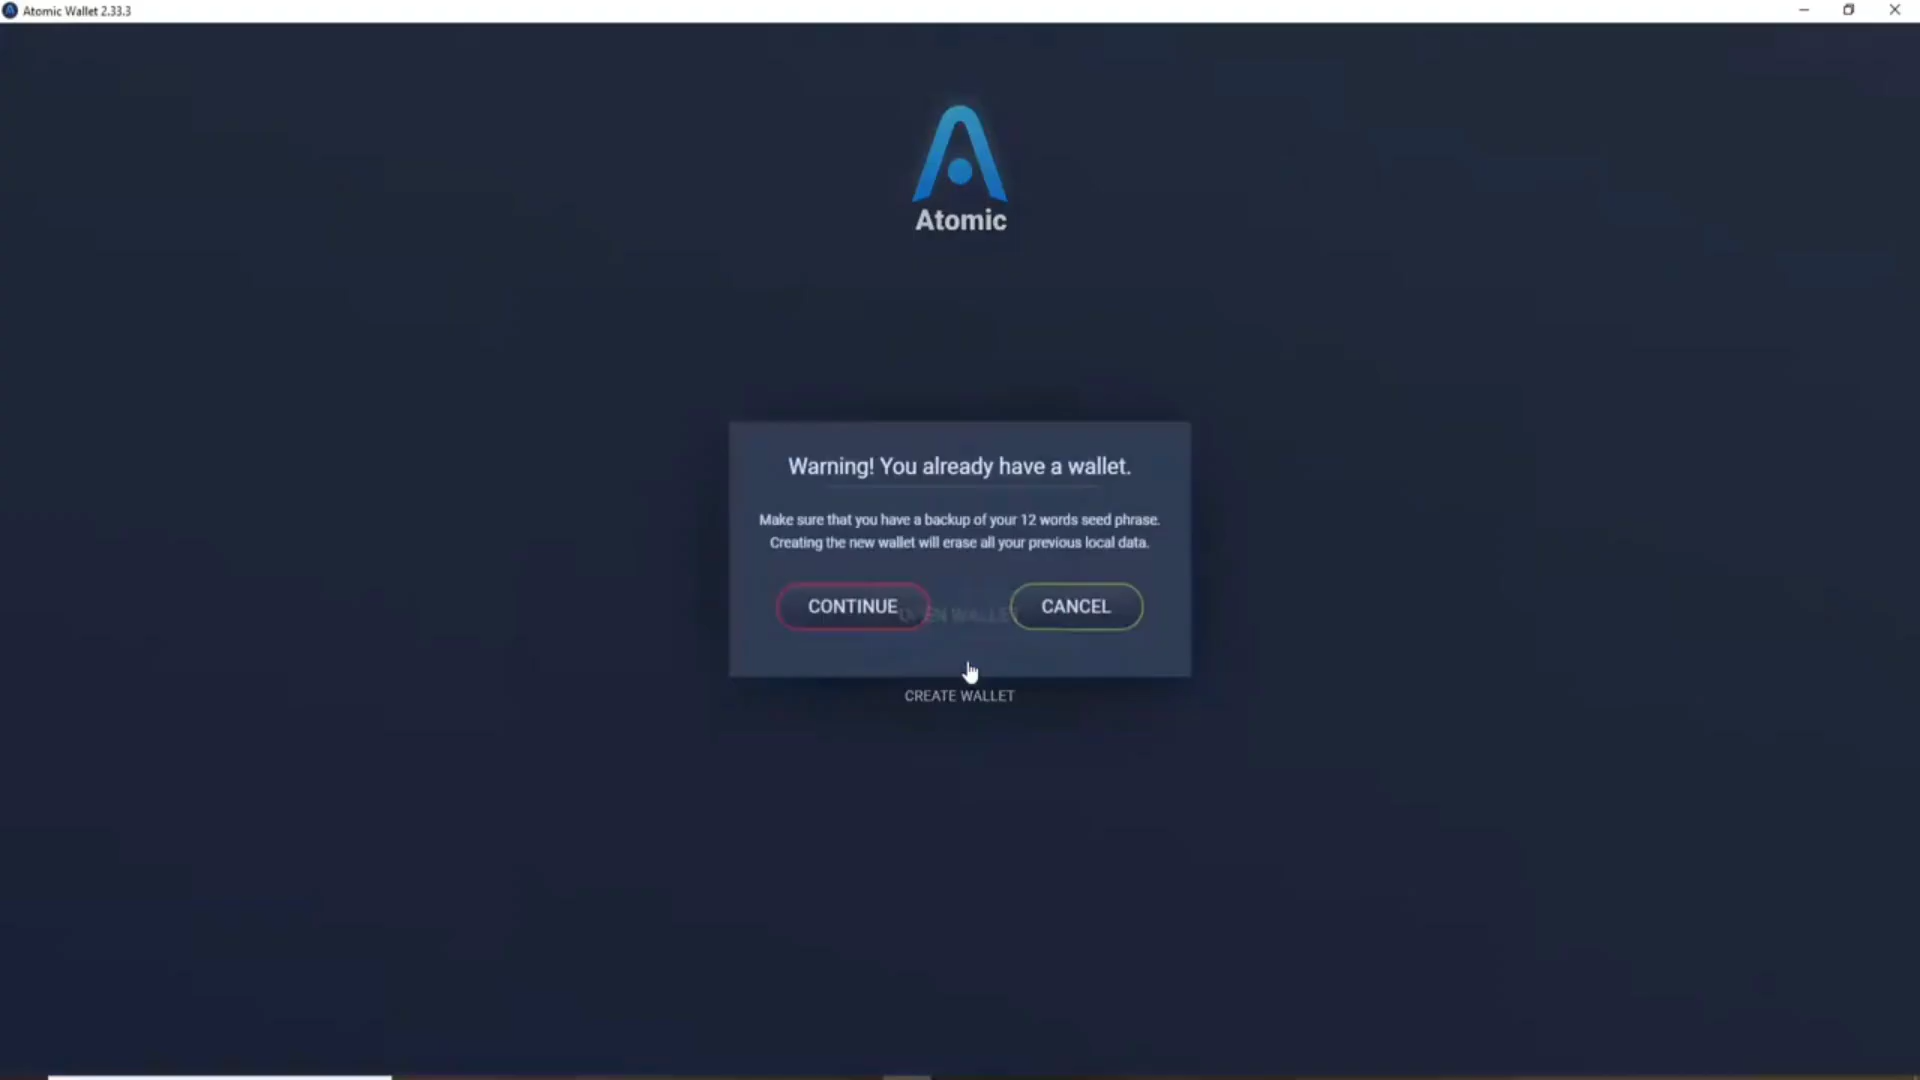 Atomic Wallet 2.33.3
Atomic
Warning! You already have a wallet.
Make sure that you have a backup of your 12 words seed phrase.
Creating the new wallet will erase all your previous local data.
CONTINUE
OPEN WALLET
CANCEL
CREATE WALLET